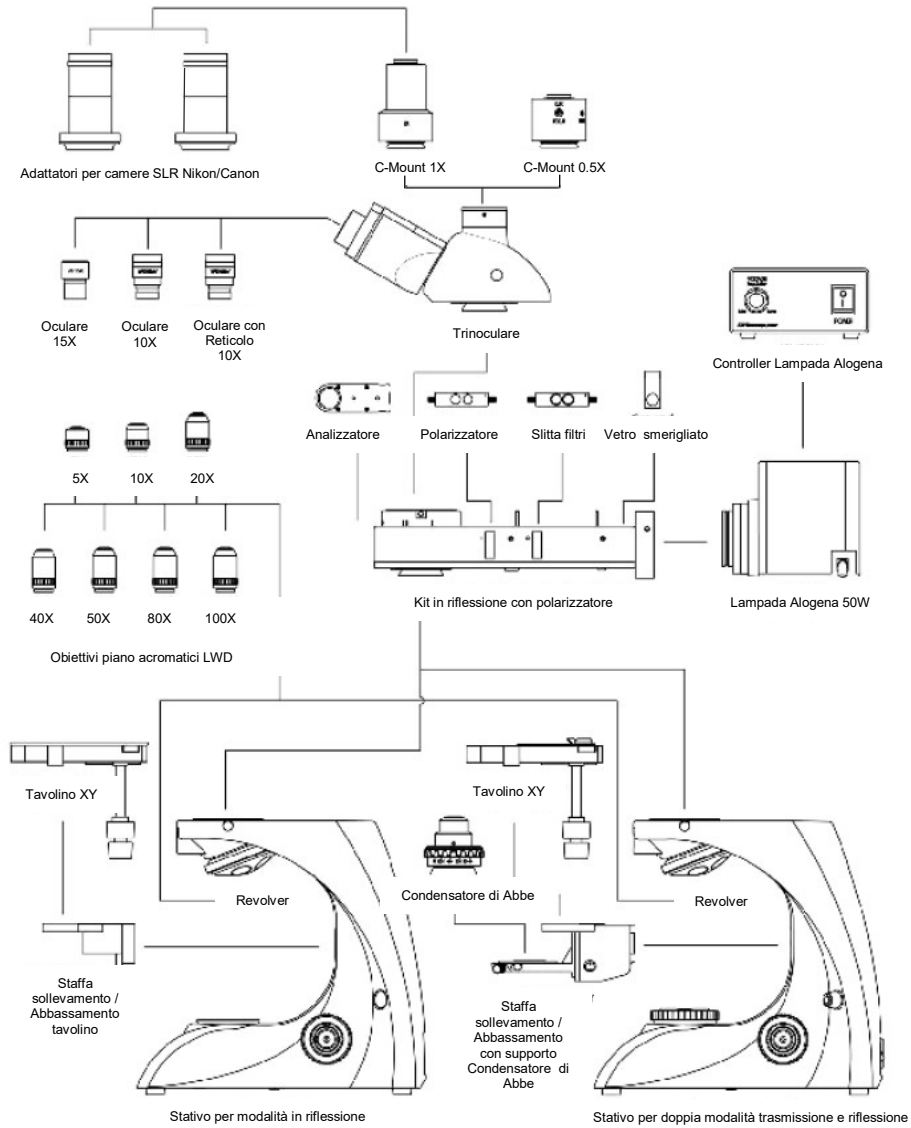 Adattatori per camere SLR Nikon/Canon
C-Mount 1X
C-Mount 0.5X
Oculare
15X
Oculare
10X
Oculare con
Reticolo
10X
Trinoculare
POWER
Controller Lampada Alogena
Analizzatore
Polarizzatore
Slitta filtri
Vetro smerigliato
5X
10X
20X
40X
50X
80X
100X
Obiettivi piano acromatici LWD
Kit in riflessione con polarizzatore
Lampada Alogena 50W
Tavolino XY
Tavolino XY
Revolver
Condensatore di Abbe
Revolver
Staffa
sollevamento /
Abbassamento
tavolino
Staffa
sollevamento /
Abbassamento
con supporto
Condensatore di
Abbe
Stativo per modalità in riflessione
Stativo per doppia modalità trasmissione e riflessione